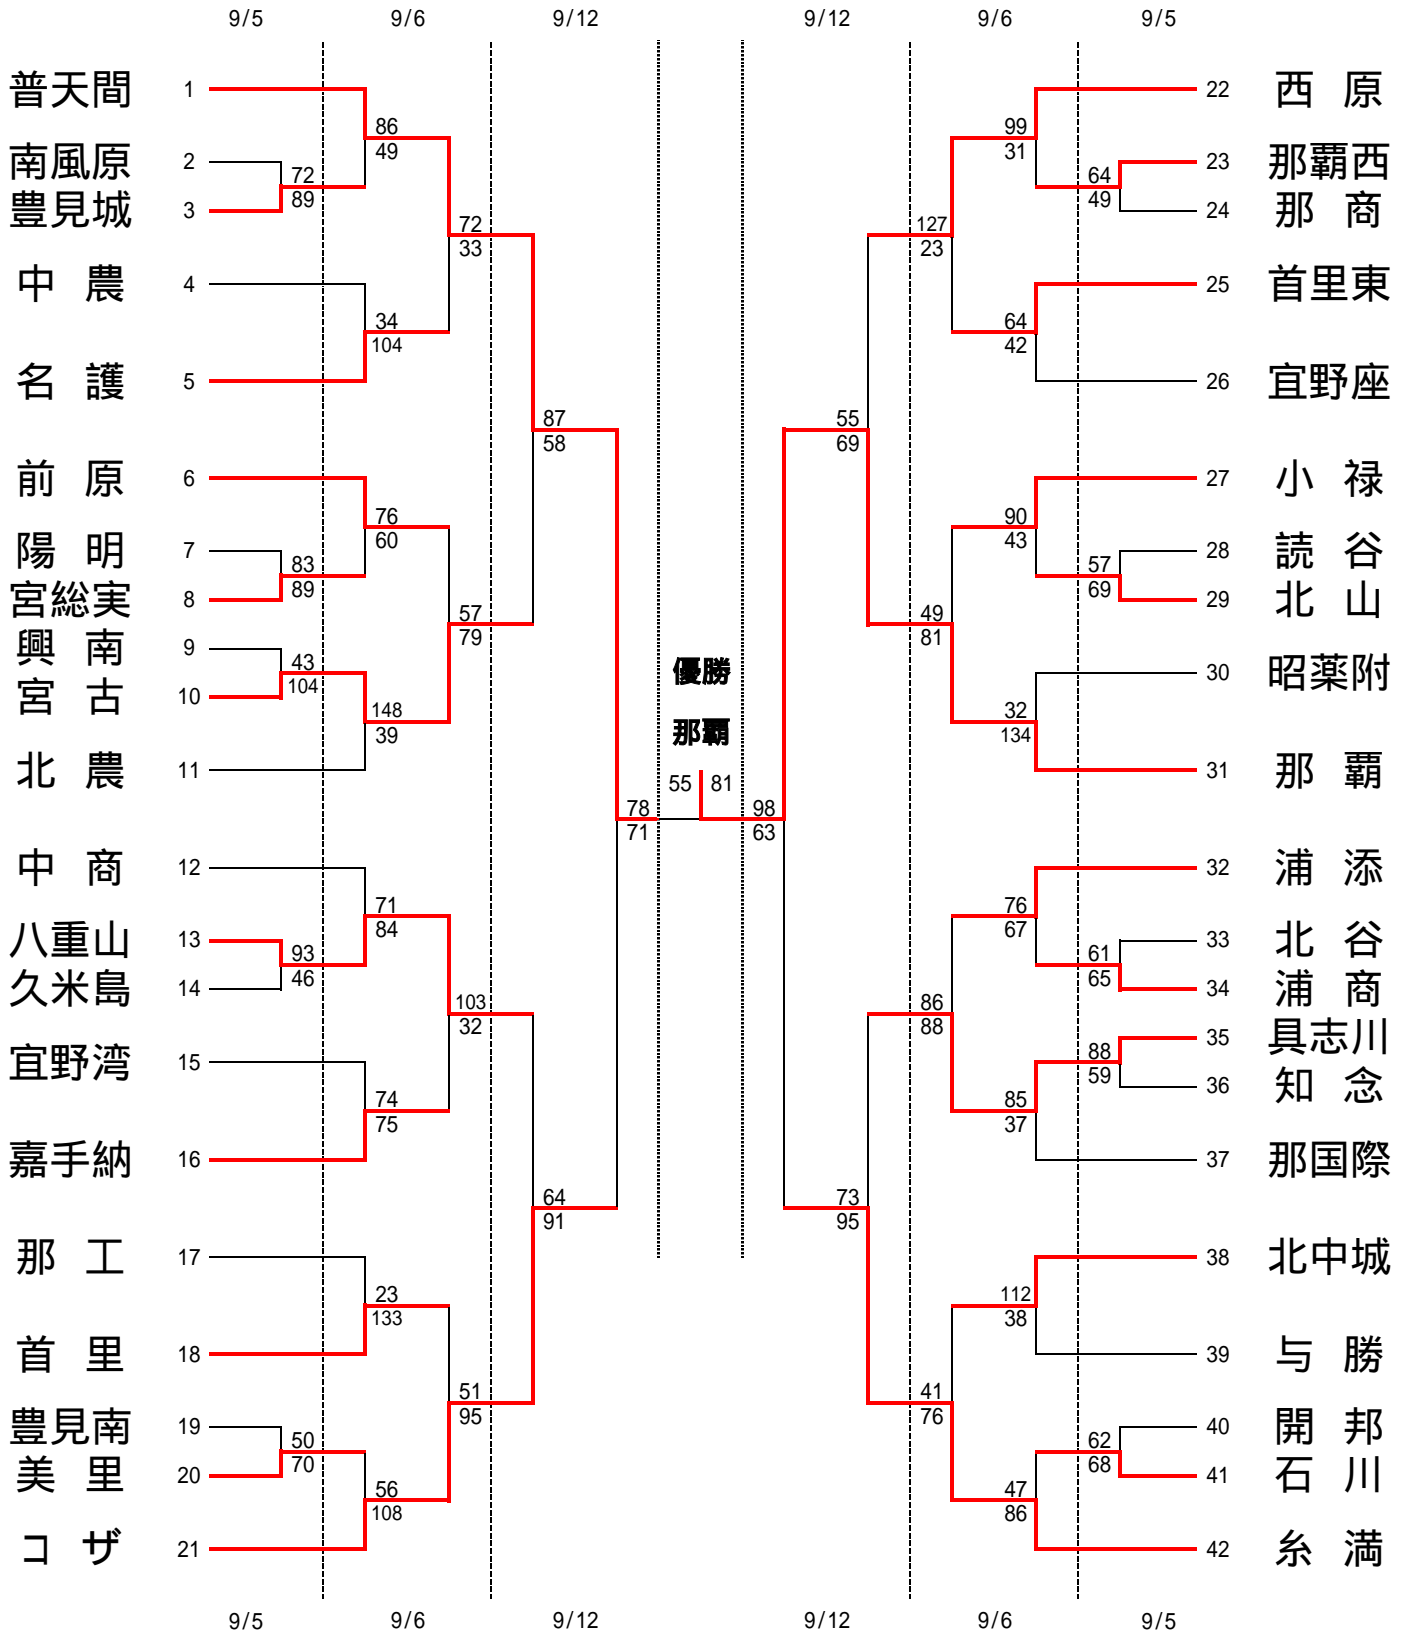 9/5 9/6 9/12 9/12 9/6 9/5
普天間 1 22 西 原
86 99
49 31
南風原 2 23 那覇西
72 64
89 49
豊見城 3 24 那 商
72 127
33 23
中 農 4 25 首里東
34 64
104 42
名 護 5 26 宜野座
87 55
58 69
前 原 6 27 小 禄
76 90
60 43
陽 明 7 28 読 谷
83 57
89 69
宮総実 8 29 北 山
57 49
79 81
興 南 9
43
104
優勝
30 昭薬附
宮 古 10
148 32
39 134
那覇
北 農 11 31 那 覇
55 81
78 98
71 63
中 商 12 32 浦 添
71 76
84 67
八重山 13 33 北 谷
93 61
46 65
久米島 14 34 浦 商
103 86
32 88
35 具志川
88
59
宜野湾 15 36 知 念
74 85
75 37
嘉手納 16 37 那国際
64 73
91 95
那 工 17 38 北中城
23 112
133 38
首 里 18 39 与 勝
51 41
95 76
豊見南 19 40 開 邦
50 62
70 68
美 里 20 41 石 川
56 47
108 86
コ ザ 21 42 糸 満
9/5 9/6 9/12 9/12 9/6 9/5